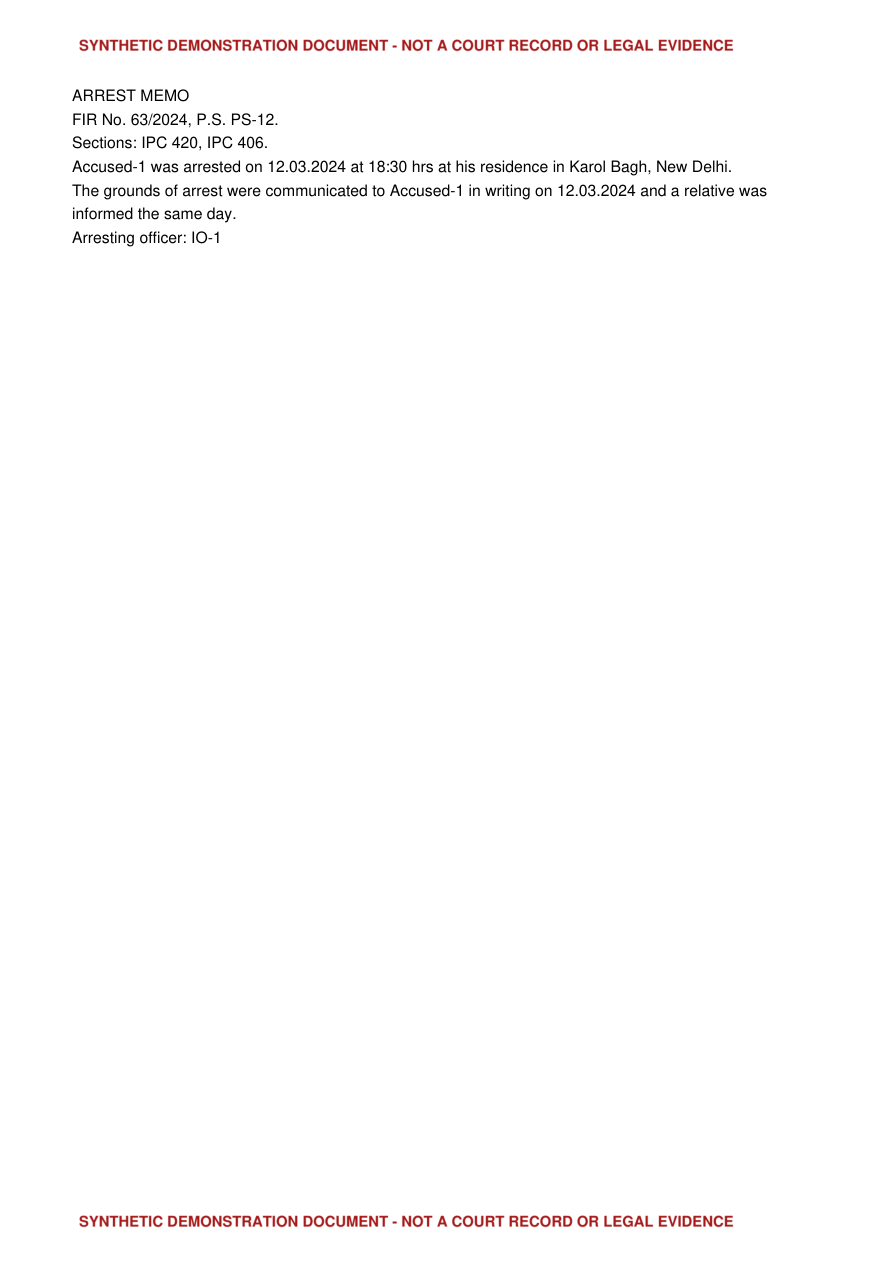 SYNTHETIC DEMONSTRATION DOCUMENT - NOT A COURT RECORD OR LEGAL EVIDENCE
ARREST MEMO
FIR No. 63/2024, P.S. PS-12.
Sections: IPC 420, IPC 406.
Accused-1 was arrested on 12.03.2024 at 18:30 hrs at his residence in Karol Bagh, New Delhi.
The grounds of arrest were communicated to Accused-1 in writing on 12.03.2024 and a relative was
informed the same day.
Arresting officer: IO-1
SYNTHETIC DEMONSTRATION DOCUMENT - NOT A COURT RECORD OR LEGAL EVIDENCE